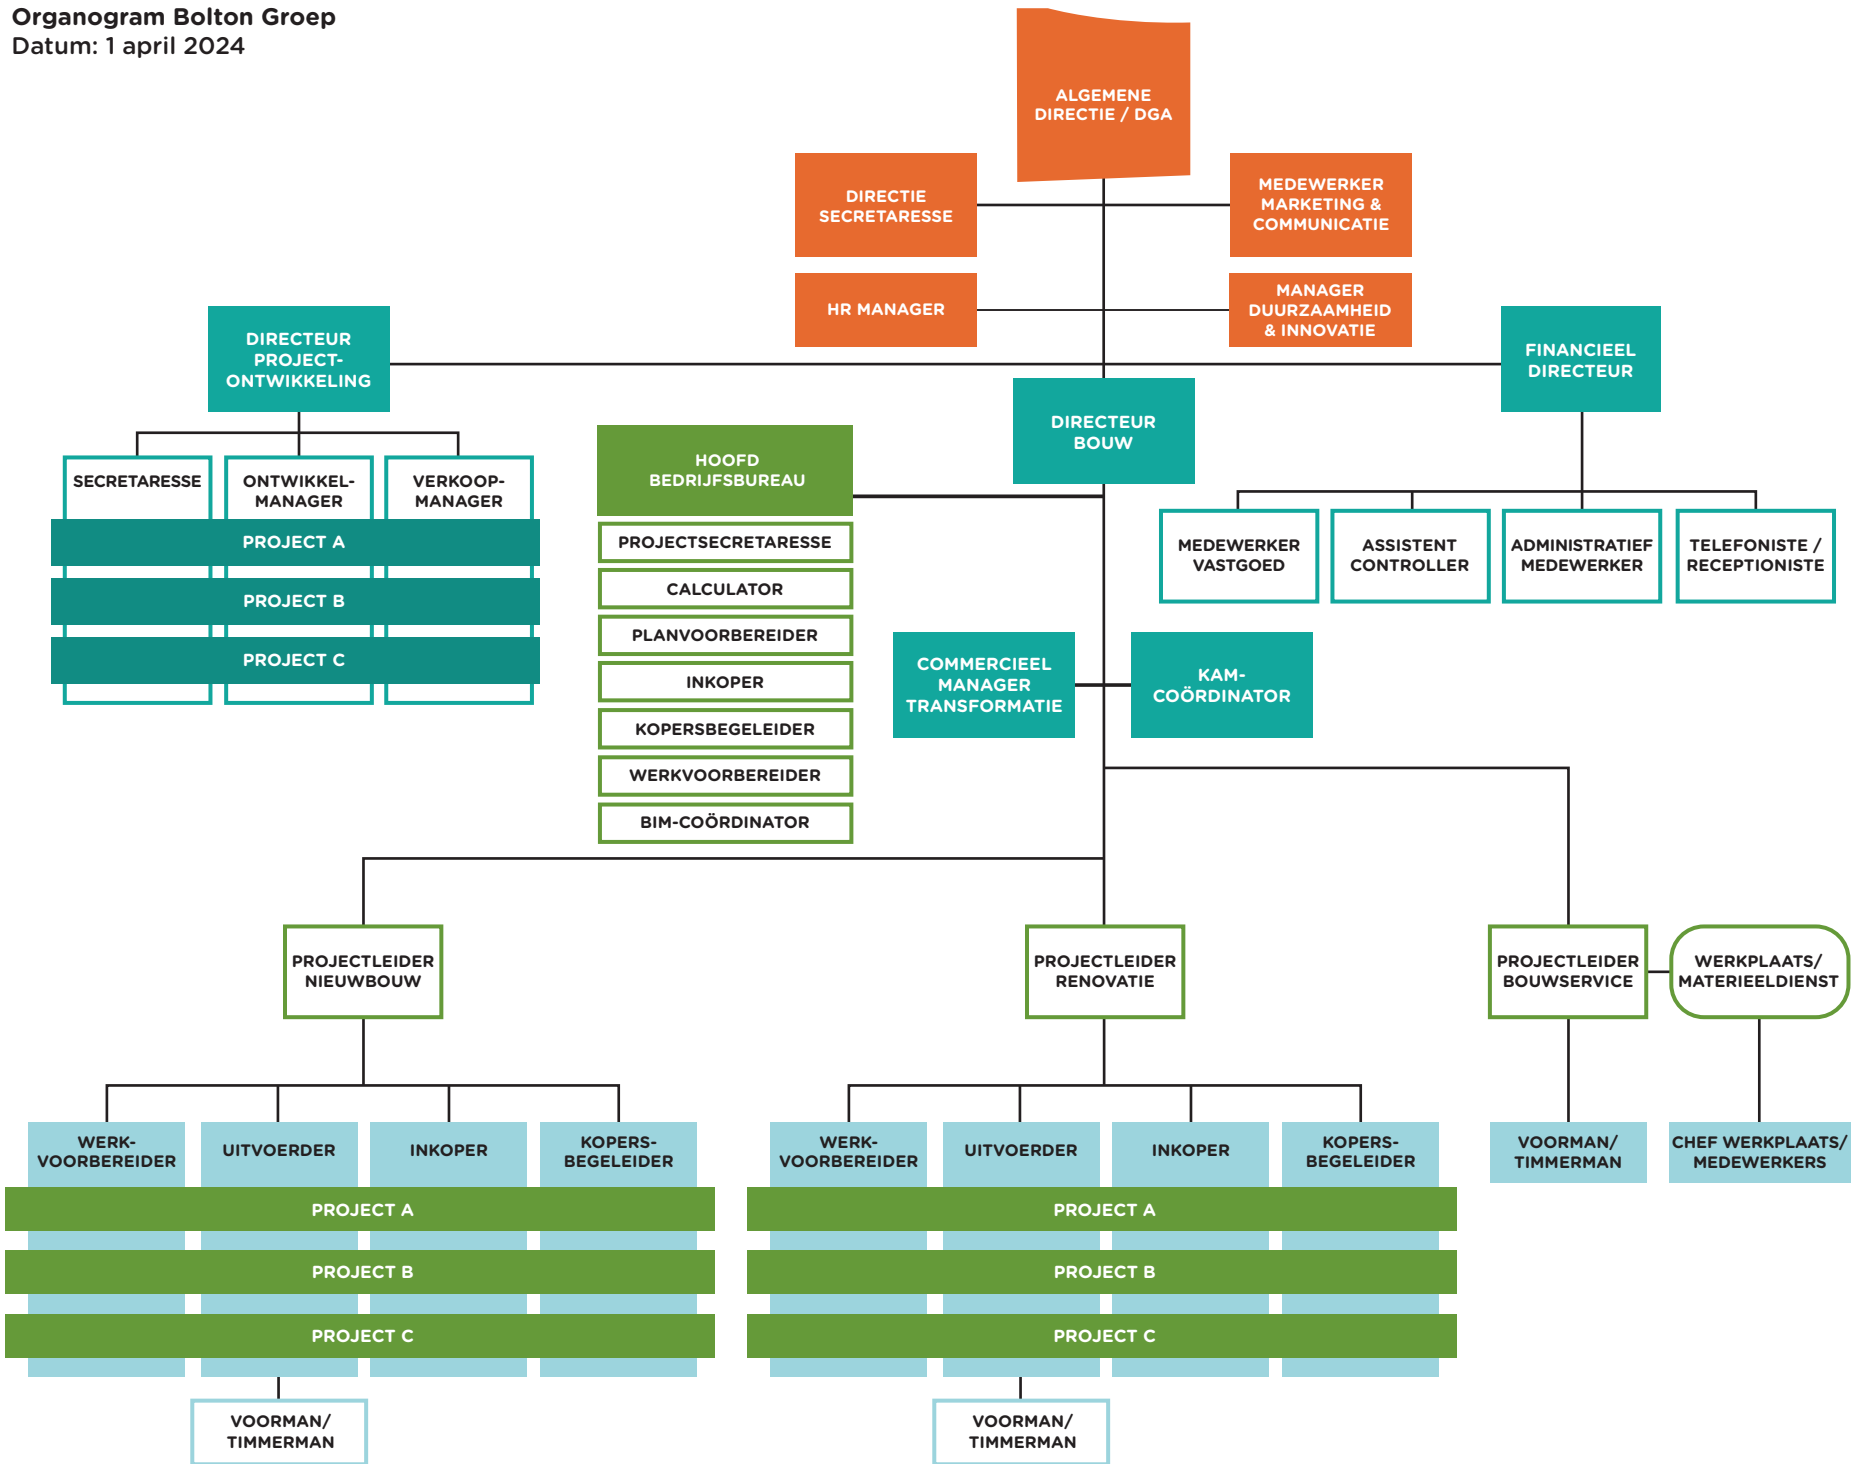 Organogram Bolton Groep
Datum: 1 april 2024
ALGEMENE
DIRECTIE / DGA
DIRECTIE
SECRETARESSE
MEDEWERKER
MARKETING &
COMMUNICATIE
HR MANAGER
MANAGER
DUURZAAMHEID
& INNOVATIE
DIRECTEUR
PROJECT-
ONTWIKKELING
FINANCIEEL
DIRECTEUR
DIRECTEUR
BOUW
SECRETARESSE
ONTWIKKEL-
MANAGER
VERKOOP-
MANAGER
PROJECT A
PROJECT B
PROJECT C
HOOFD
BEDRIJFSBUREAU
PROJECTSECRETARESSE
CALCULATOR
PLANVOORBEREIDER
INKOPER
KOPERSBEGELEIDER
WERKVOORBEREIDER
BIM-COÖRDINATOR
MEDEWERKER
VASTGOED
ASSISTENT
CONTROLLER
ADMINISTRATIEF
MEDEWERKER
TELEFONISTE /
RECEPTIONISTE
COMMERCIEEL
MANAGER
TRANSFORMATIE
KAM-
COÖRDINATOR
PROJECTLEIDER
NIEUWBOUW
PROJECTLEIDER
RENOVATIE
PROJECTLEIDER
BOUWSERVICE
WERKPLAATS/
MATERIEELDIENST
WERK-
VOORBEREIDER
UITVOERDER
INKOPER
KOPERS-
BEGELEIDER
PROJECT A
PROJECT B
PROJECT C
VOORMAN/
TIMMERMAN
WERK-
VOORBEREIDER
UITVOERDER
INKOPER
KOPERS-
BEGELEIDER
PROJECT A
PROJECT B
PROJECT C
VOORMAN/
TIMMERMAN
VOORMAN/
TIMMERMAN
CHEF WERKPLAATS/
MEDEWERKERS